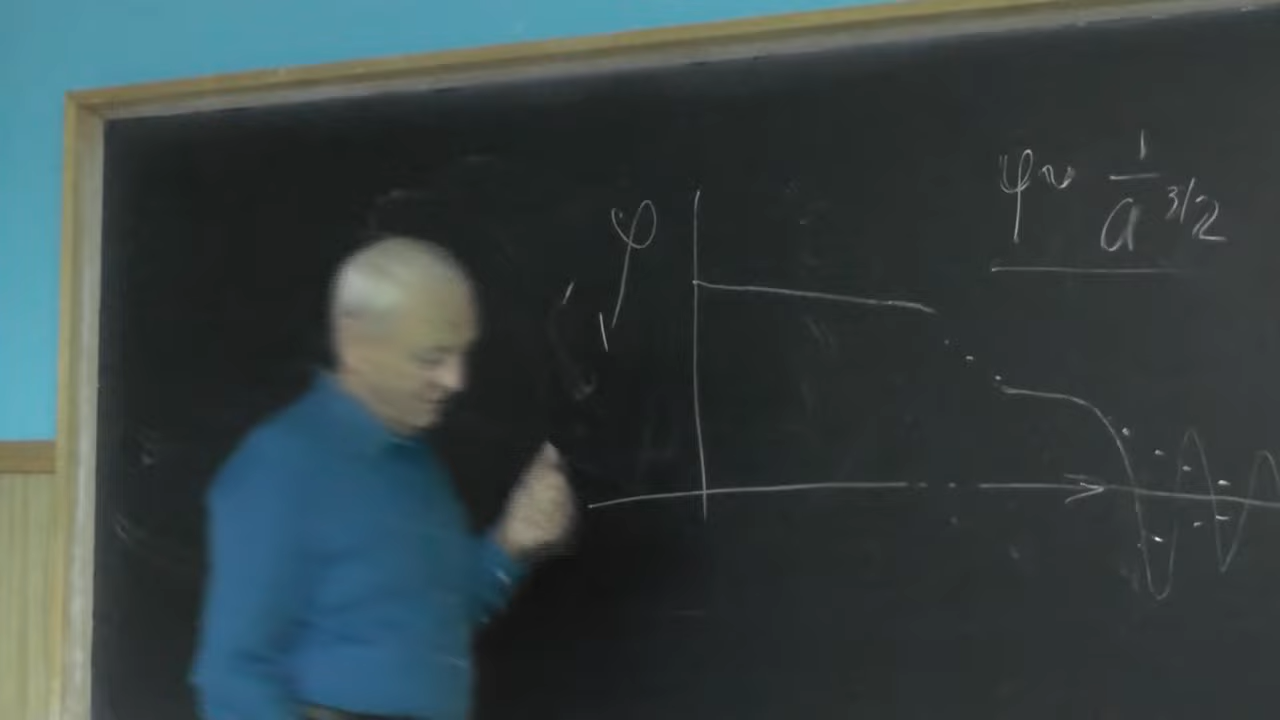 φ
φ ~ 1/a^{3/2}